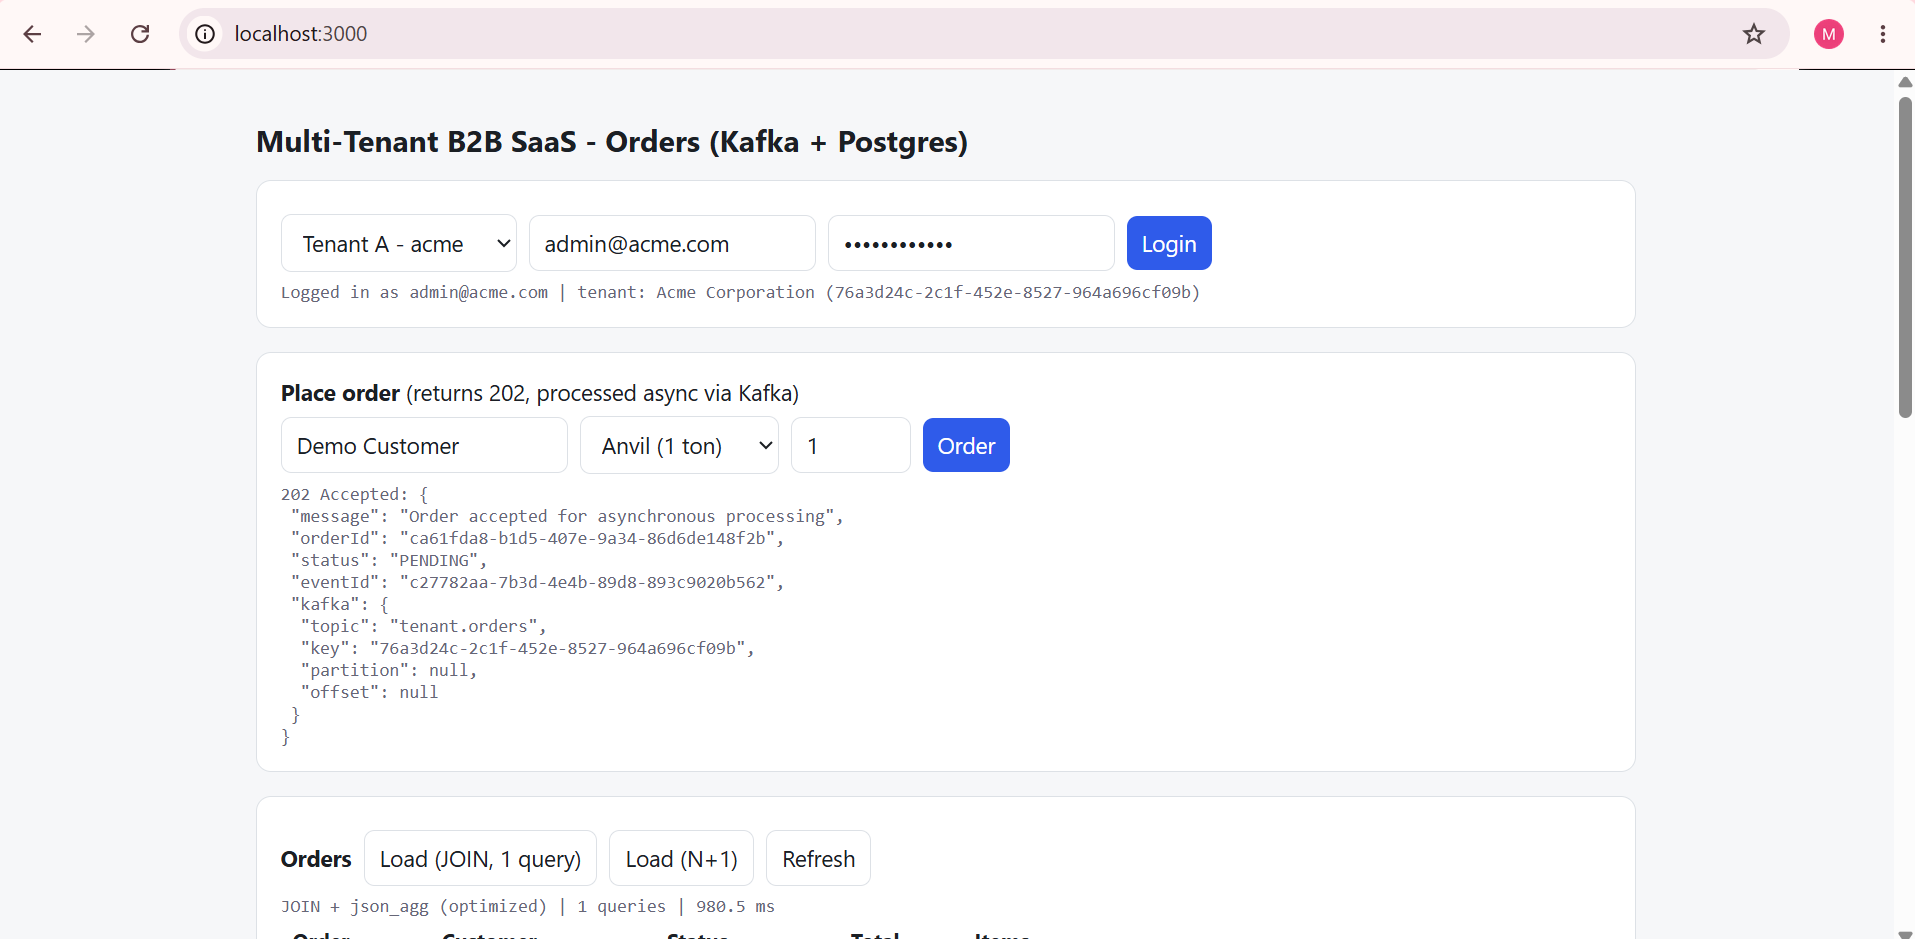 localhost:3000
M
Multi-Tenant B2B SaaS - Orders (Kafka + Postgres)
Tenant A - acme admin@acme.com •••••••••••• Login
Logged in as admin@acme.com | tenant: Acme Corporation (76a3d24c-2c1f-452e-8527-964a696cf09b)
Place order (returns 202, processed async via Kafka)
Demo Customer Anvil (1 ton) 1 Order
202 Accepted: {
"message": "Order accepted for asynchronous processing",
"orderId": "ca61fda8-b1d5-407e-9a34-86d6de148f2b",
"status": "PENDING",
"eventId": "c27782aa-7b3d-4e4b-89d8-893c9020b562",
"kafka": {
"topic": "tenant.orders",
"key": "76a3d24c-2c1f-452e-8527-964a696cf09b",
"partition": null,
"offset": null
}
}
Orders Load (JOIN, 1 query) Load (N+1) Refresh
JOIN + json_agg (optimized) | 1 queries | 980.5 ms
Order Customer Status Total Items